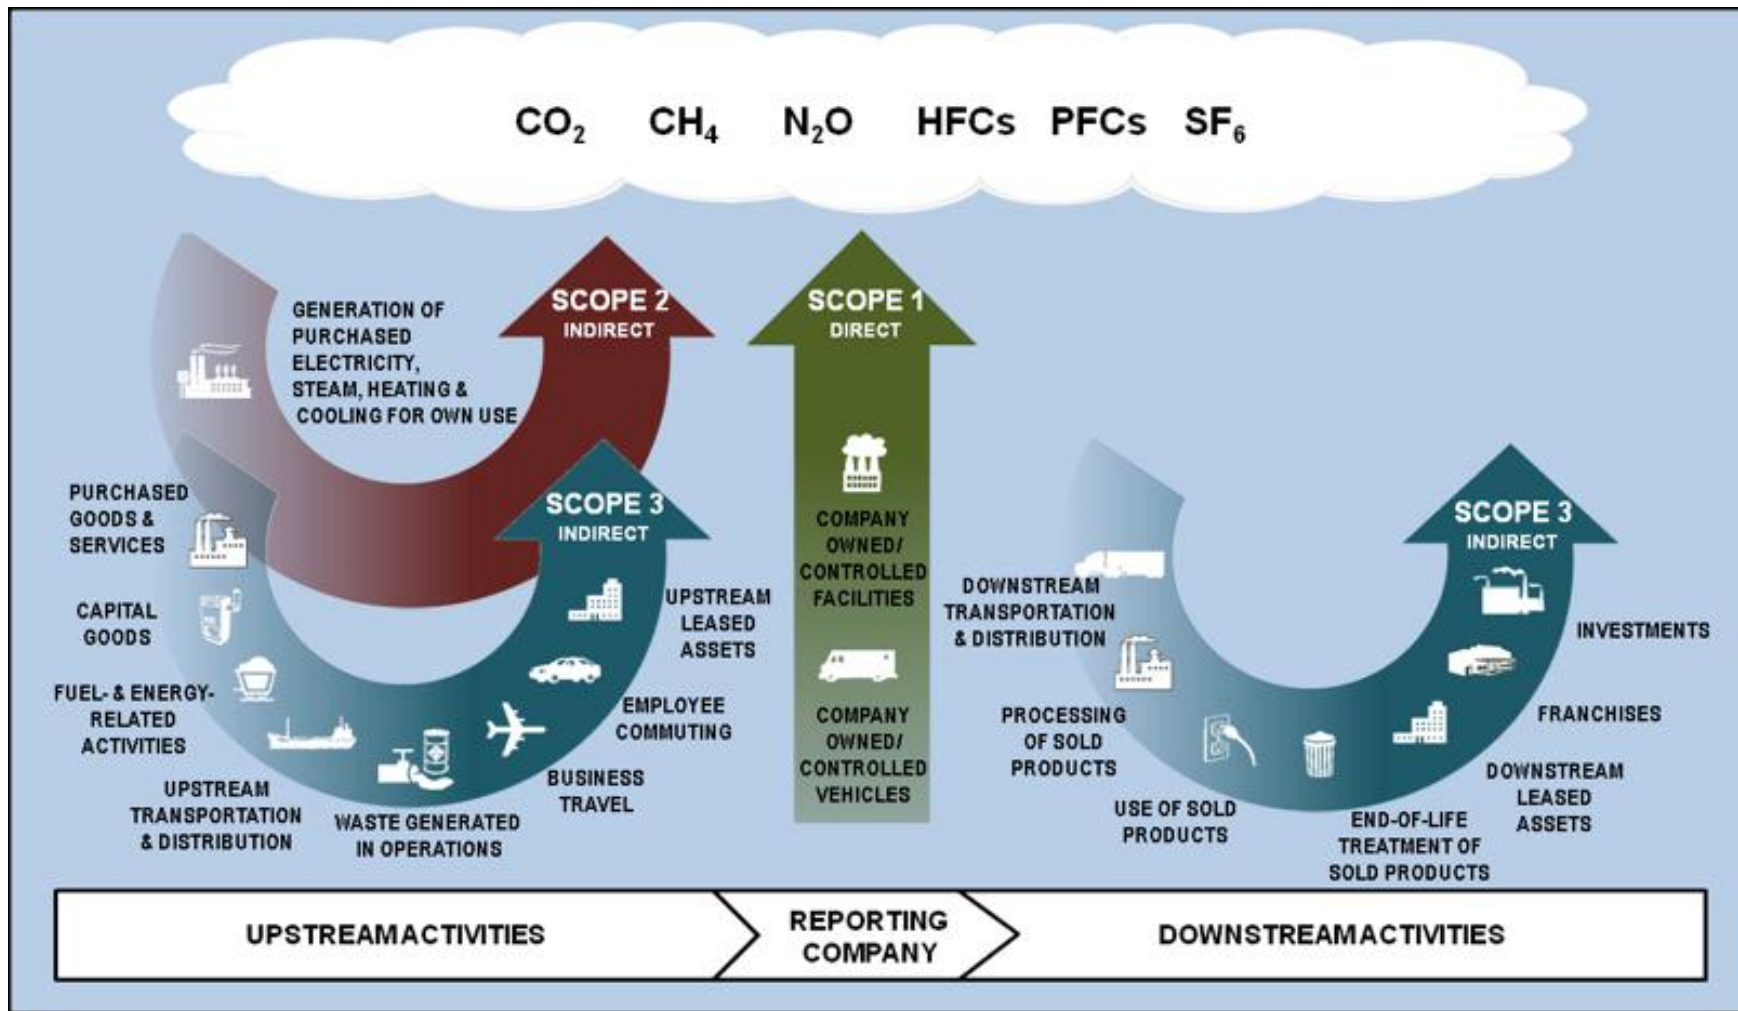 CO₂ CH₄ N₂O HFCs PFCs SF₆
SCOPE 2
INDIRECT
GENERATION OF
PURCHASED
ELECTRICITY,
STEAM, HEATING &
COOLING FOR OWN USE
SCOPE 1
DIRECT
COMPANY
OWNED/
CONTROLLED
FACILITIES
COMPANY
OWNED/
CONTROLLED
VEHICLES
SCOPE 3
INDIRECT
PURCHASED
GOODS &
SERVICES
CAPITAL
GOODS
FUEL- & ENERGY-
RELATED
ACTIVITIES
UPSTREAM
TRANSPORTATION
& DISTRIBUTION
WASTE GENERATED
IN OPERATIONS
BUSINESS
TRAVEL
EMPLOYEE
COMMUTING
UPSTREAM
LEASED
ASSETS
SCOPE 3
INDIRECT
DOWNSTREAM
TRANSPORTATION
& DISTRIBUTION
PROCESSING
OF SOLD
PRODUCTS
USE OF SOLD
PRODUCTS
END-OF-LIFE
TREATMENT OF
SOLD PRODUCTS
DOWNSTREAM
LEASED
ASSETS
FRANCHISES
INVESTMENTS
UPSTREAM ACTIVITIES
REPORTING
COMPANY
DOWNSTREAM ACTIVITIES